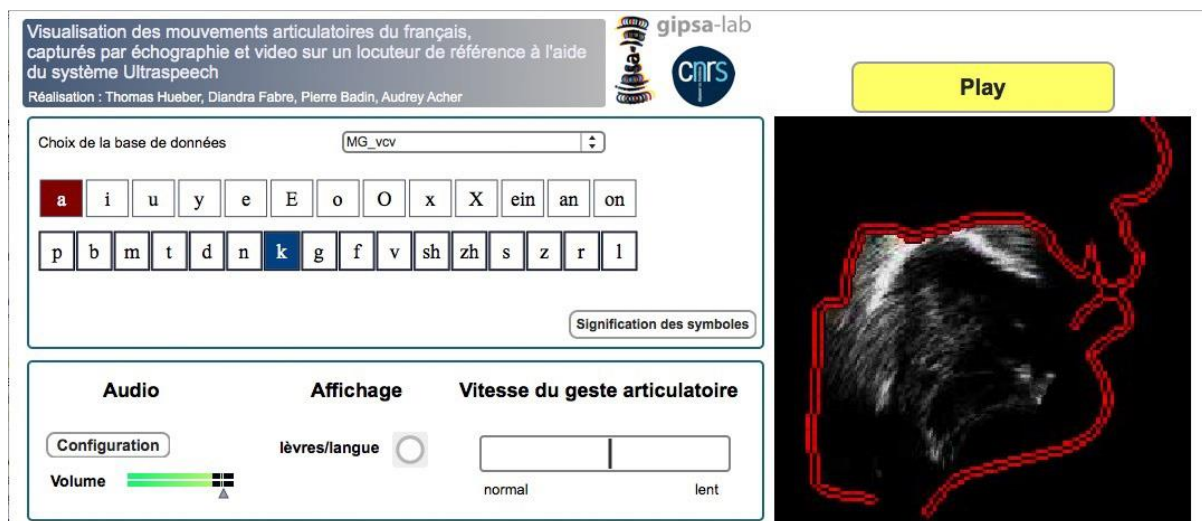 Visualisation des mouvements articulatoires du français,
capturés par échographie et video sur un locuteur de référence à l'aide
du système Ultraspeech
Réalisation : Thomas Hueber, Diandra Fabre, Pierre Badin, Audrey Acher
gipsa-lab
cnrs
Play
Choix de la base de données MG_vcv
a i u y e E o O x X ein an on
p b m t d n k g f v sh zh s z r l
Signification des symboles
Audio Affichage Vitesse du geste articulatoire
Configuration
lèvres/langue
Volume
normal lent